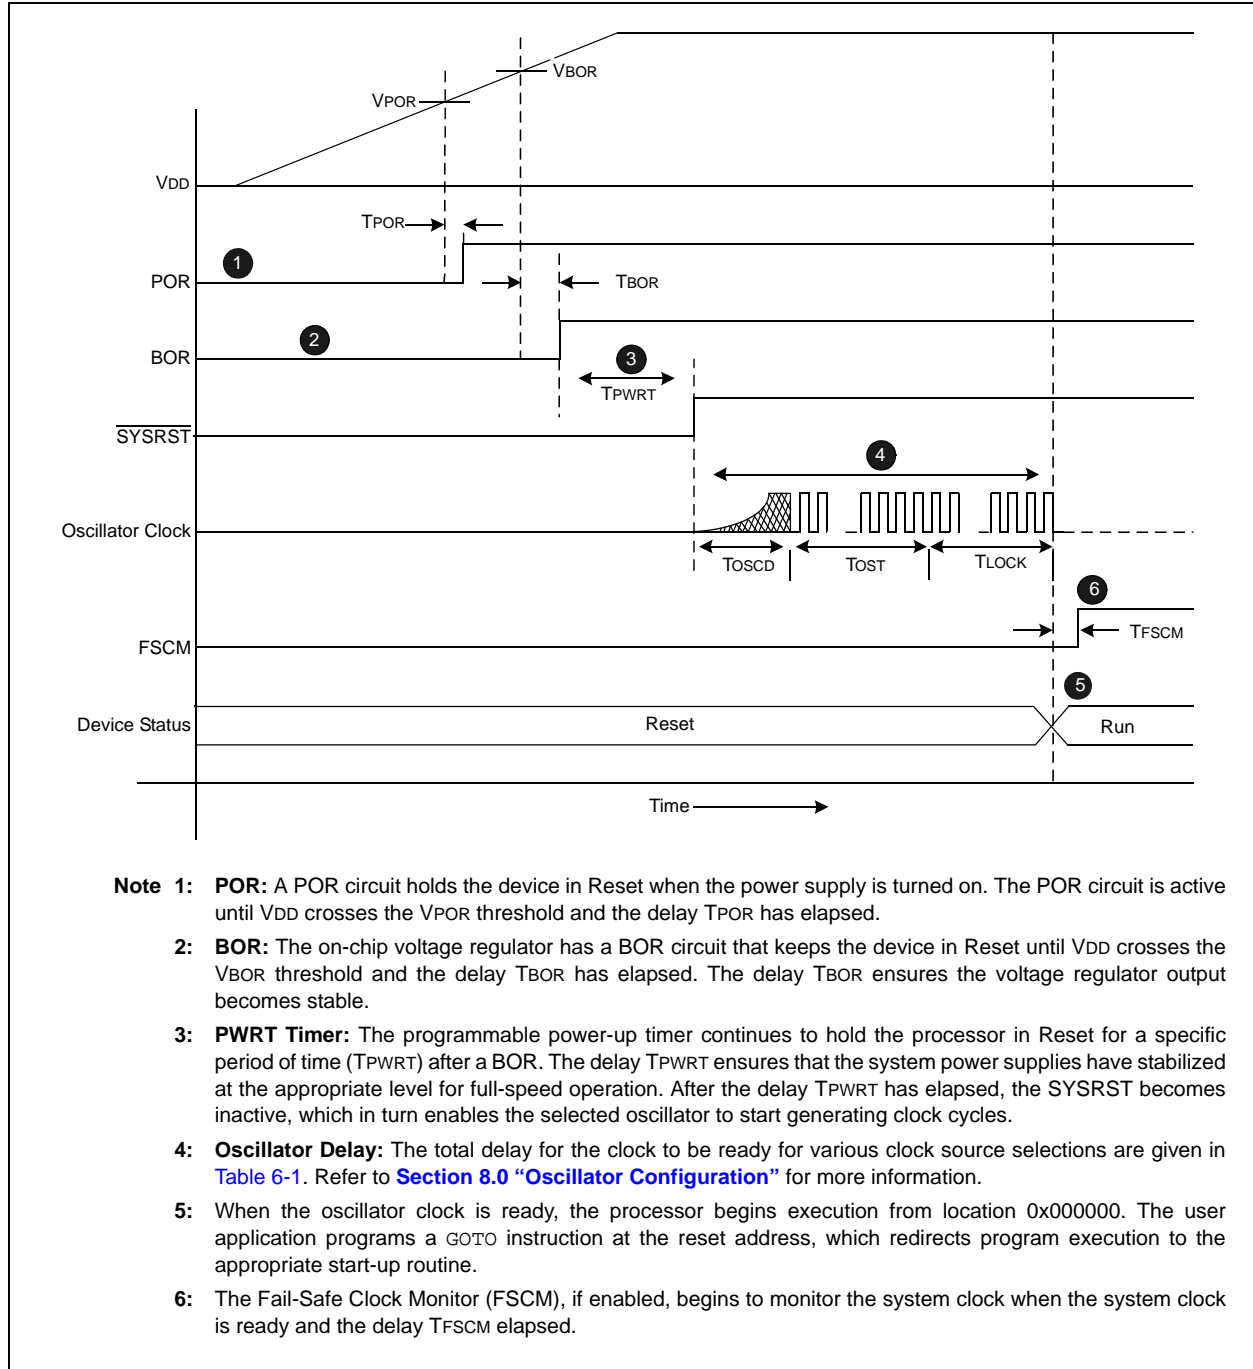 VBOR
VPOR
VDD
TPOR
1
POR
TBOR
2
BOR
3
TPWRT
SYSRST
4
Oscillator Clock
TOSCD
TOST
TLOCK
6
TFSCM
FSCM
5
Device Status
Reset
Run
Time
Note 1: POR: A POR circuit holds the device in Reset when the power supply is turned on. The POR circuit is active
until VDD crosses the VPOR threshold and the delay TPOR has elapsed.
2: BOR: The on-chip voltage regulator has a BOR circuit that keeps the device in Reset until VDD crosses the
VBOR threshold and the delay TBOR has elapsed. The delay TBOR ensures the voltage regulator output
becomes stable.
3: PWRT Timer: The programmable power-up timer continues to hold the processor in Reset for a specific
period of time (TPWRT) after a BOR. The delay TPWRT ensures that the system power supplies have stabilized
at the appropriate level for full-speed operation. After the delay TPWRT has elapsed, the SYSRST becomes
inactive, which in turn enables the selected oscillator to start generating clock cycles.
4: Oscillator Delay: The total delay for the clock to be ready for various clock source selections are given in
Table 6-1. Refer to Section 8.0 “Oscillator Configuration” for more information.
5: When the oscillator clock is ready, the processor begins execution from location 0x000000. The user
application programs a GOTO instruction at the reset address, which redirects program execution to the
appropriate start-up routine.
6: The Fail-Safe Clock Monitor (FSCM), if enabled, begins to monitor the system clock when the system clock
is ready and the delay TFSCM elapsed.